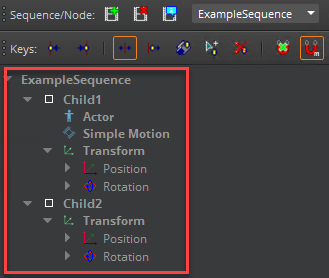 Sequence/Node: ExampleSequence
Keys:
ExampleSequence
Child1
Actor
Simple Motion
Transform
Position
Rotation
Child2
Transform
Position
Rotation